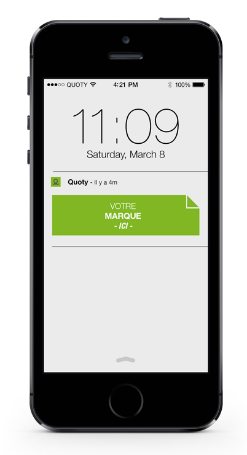 QUOTY 4:21 PM 100%
11:09
Saturday, March 8
Quoty - Il y a 4m
VOTRE
MARQUE
- ICI -